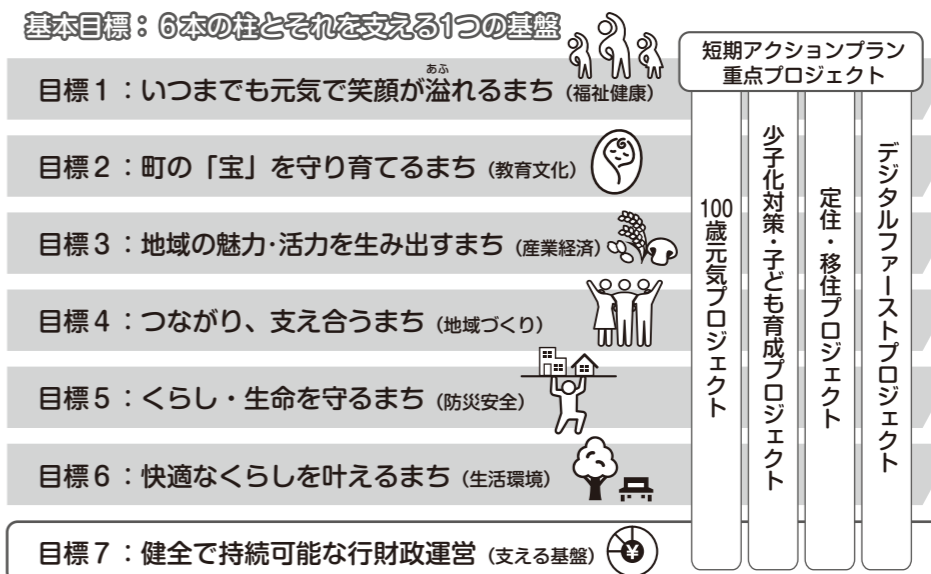 基本目標：6本の柱とそれを支える1つの基盤
目標1：いつまでも元気で笑顔が溢れるまち（福祉健康）
あふ
目標2：町の「宝」を守り育てるまち（教育文化）
目標3：地域の魅力･活力を生み出すまち（産業経済）
目標4：つながり、支え合うまち（地域づくり）
目標5：くらし・生命を守るまち（防災安全）
目標6：快適なくらしを叶えるまち（生活環境）
目標7：健全で持続可能な行財政運営（支える基盤）
¥
短期アクションプラン
重点プロジェクト
100歳元気プロジェクト
少子化対策・子ども育成プロジェクト
定住・移住プロジェクト
デジタルファーストプロジェクト